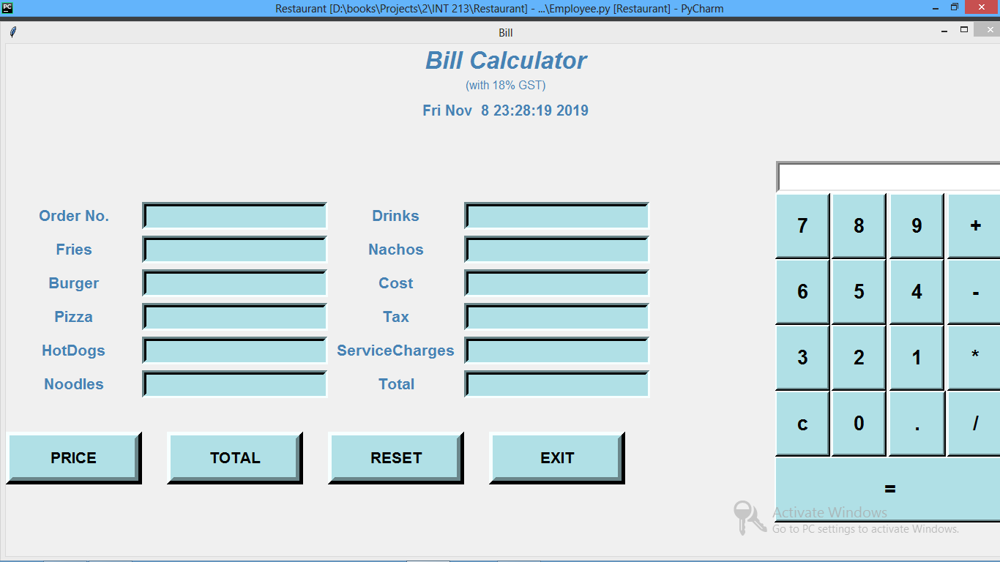 PC
Restaurant [D:\books\Projects\2\INT 213\Restaurant] - ...\Employee.py [Restaurant] - PyCharm
Bill
Bill Calculator
(with 18% GST)
Fri Nov  8 23:28:19 2019
Order No.
Drinks
Fries
Nachos
Burger
Cost
Pizza
Tax
HotDogs
ServiceCharges
Noodles
Total
PRICE
TOTAL
RESET
EXIT
7 8 9 +
6 5 4 -
3 2 1 *
c 0 . /
=
Activate Windows
Go to PC settings to activate Windows.